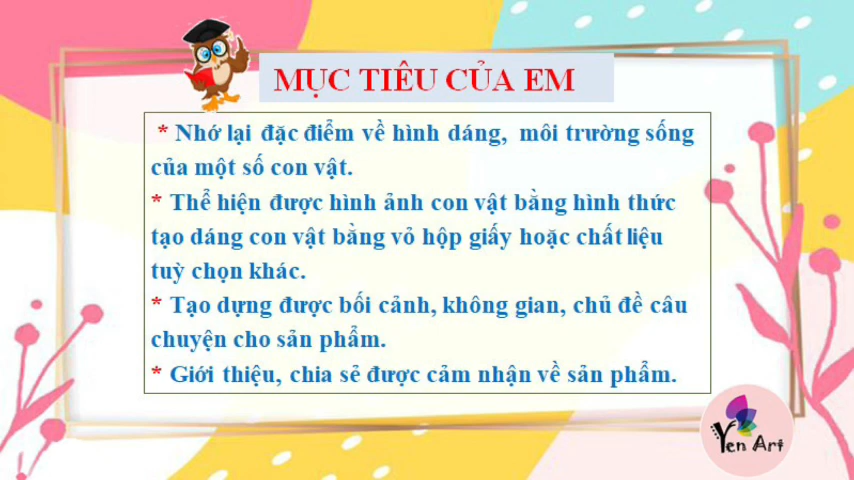 MỤC TIÊU CỦA EM
* Nhớ lại đặc điểm về hình dáng, môi trường sống
của một số con vật.
* Thể hiện được hình ảnh con vật bằng hình thức
tạo dáng con vật bằng vỏ hộp giấy hoặc chất liệu
tuỳ chọn khác.
* Tạo dựng được bối cảnh, không gian, chủ đề câu
chuyện cho sản phẩm.
* Giới thiệu, chia sẻ được cảm nhận về sản phẩm.
Yen Art